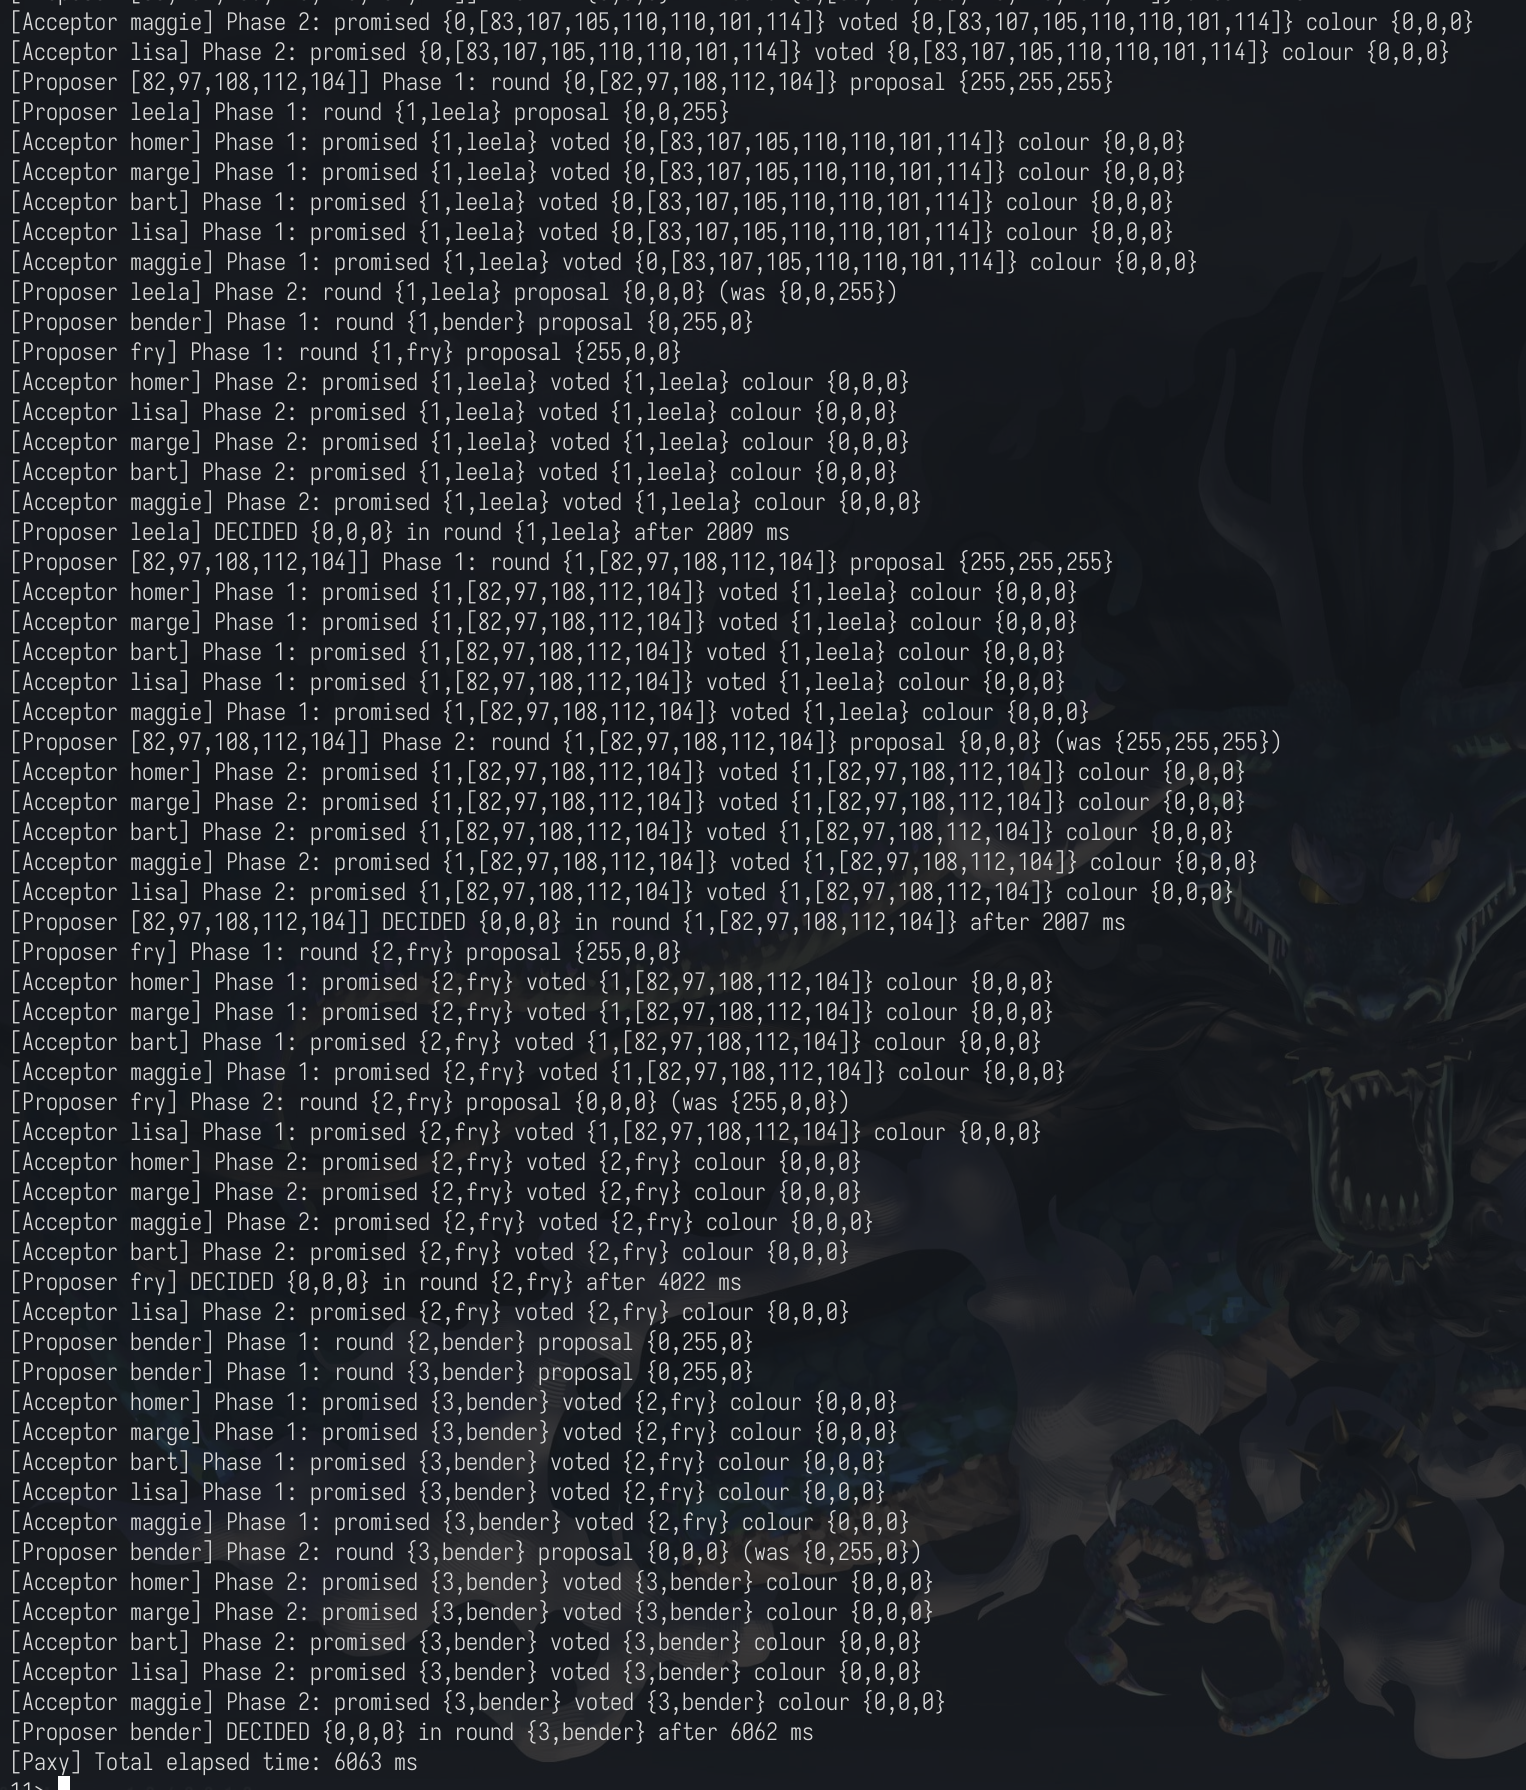 [Acceptor maggie] Phase 2: promised {0,[83,107,105,110,110,101,114]} voted {0,[83,107,105,110,110,101,114]} colour {0,0,0}
[Acceptor lisa] Phase 2: promised {0,[83,107,105,110,110,101,114]} voted {0,[83,107,105,110,110,101,114]} colour {0,0,0}
[Proposer [82,97,108,112,104]] Phase 1: round {0,[82,97,108,112,104]} proposal {255,255,255}
[Proposer leela] Phase 1: round {1,leela} proposal {0,0,255}
[Acceptor homer] Phase 1: promised {1,leela} voted {0,[83,107,105,110,110,101,114]} colour {0,0,0}
[Acceptor marge] Phase 1: promised {1,leela} voted {0,[83,107,105,110,110,101,114]} colour {0,0,0}
[Acceptor bart] Phase 1: promised {1,leela} voted {0,[83,107,105,110,110,101,114]} colour {0,0,0}
[Acceptor lisa] Phase 1: promised {1,leela} voted {0,[83,107,105,110,110,101,114]} colour {0,0,0}
[Acceptor maggie] Phase 1: promised {1,leela} voted {0,[83,107,105,110,110,101,114]} colour {0,0,0}
[Proposer leela] Phase 2: round {1,leela} proposal {0,0,0} (was {0,0,255})
[Proposer bender] Phase 1: round {1,bender} proposal {0,255,0}
[Proposer fry] Phase 1: round {1,fry} proposal {255,0,0}
[Acceptor homer] Phase 2: promised {1,leela} voted {1,leela} colour {0,0,0}
[Acceptor lisa] Phase 2: promised {1,leela} voted {1,leela} colour {0,0,0}
[Acceptor marge] Phase 2: promised {1,leela} voted {1,leela} colour {0,0,0}
[Acceptor bart] Phase 2: promised {1,leela} voted {1,leela} colour {0,0,0}
[Acceptor maggie] Phase 2: promised {1,leela} voted {1,leela} colour {0,0,0}
[Proposer leela] DECIDED {0,0,0} in round {1,leela} after 2009 ms
[Proposer [82,97,108,112,104]] Phase 1: round {1,[82,97,108,112,104]} proposal {255,255,255}
[Acceptor homer] Phase 1: promised {1,[82,97,108,112,104]} voted {1,leela} colour {0,0,0}
[Acceptor marge] Phase 1: promised {1,[82,97,108,112,104]} voted {1,leela} colour {0,0,0}
[Acceptor bart] Phase 1: promised {1,[82,97,108,112,104]} voted {1,leela} colour {0,0,0}
[Acceptor lisa] Phase 1: promised {1,[82,97,108,112,104]} voted {1,leela} colour {0,0,0}
[Acceptor maggie] Phase 1: promised {1,[82,97,108,112,104]} voted {1,leela} colour {0,0,0}
[Proposer [82,97,108,112,104]] Phase 2: round {1,[82,97,108,112,104]} proposal {0,0,0} (was {255,255,255})
[Acceptor homer] Phase 2: promised {1,[82,97,108,112,104]} voted {1,[82,97,108,112,104]} colour {0,0,0}
[Acceptor marge] Phase 2: promised {1,[82,97,108,112,104]} voted {1,[82,97,108,112,104]} colour {0,0,0}
[Acceptor bart] Phase 2: promised {1,[82,97,108,112,104]} voted {1,[82,97,108,112,104]} colour {0,0,0}
[Acceptor maggie] Phase 2: promised {1,[82,97,108,112,104]} voted {1,[82,97,108,112,104]} colour {0,0,0}
[Acceptor lisa] Phase 2: promised {1,[82,97,108,112,104]} voted {1,[82,97,108,112,104]} colour {0,0,0}
[Proposer [82,97,108,112,104]] DECIDED {0,0,0} in round {1,[82,97,108,112,104]} after 2007 ms
[Proposer fry] Phase 1: round {2,fry} proposal {255,0,0}
[Acceptor homer] Phase 1: promised {2,fry} voted {1,[82,97,108,112,104]} colour {0,0,0}
[Acceptor marge] Phase 1: promised {2,fry} voted {1,[82,97,108,112,104]} colour {0,0,0}
[Acceptor bart] Phase 1: promised {2,fry} voted {1,[82,97,108,112,104]} colour {0,0,0}
[Acceptor maggie] Phase 1: promised {2,fry} voted {1,[82,97,108,112,104]} colour {0,0,0}
[Proposer fry] Phase 2: round {2,fry} proposal {0,0,0} (was {255,0,0})
[Acceptor lisa] Phase 1: promised {2,fry} voted {1,[82,97,108,112,104]} colour {0,0,0}
[Acceptor homer] Phase 2: promised {2,fry} voted {2,fry} colour {0,0,0}
[Acceptor marge] Phase 2: promised {2,fry} voted {2,fry} colour {0,0,0}
[Acceptor maggie] Phase 2: promised {2,fry} voted {2,fry} colour {0,0,0}
[Acceptor bart] Phase 2: promised {2,fry} voted {2,fry} colour {0,0,0}
[Proposer fry] DECIDED {0,0,0} in round {2,fry} after 4022 ms
[Acceptor lisa] Phase 2: promised {2,fry} voted {2,fry} colour {0,0,0}
[Proposer bender] Phase 1: round {2,bender} proposal {0,255,0}
[Proposer bender] Phase 1: round {3,bender} proposal {0,255,0}
[Acceptor homer] Phase 1: promised {3,bender} voted {2,fry} colour {0,0,0}
[Acceptor marge] Phase 1: promised {3,bender} voted {2,fry} colour {0,0,0}
[Acceptor bart] Phase 1: promised {3,bender} voted {2,fry} colour {0,0,0}
[Acceptor lisa] Phase 1: promised {3,bender} voted {2,fry} colour {0,0,0}
[Acceptor maggie] Phase 1: promised {3,bender} voted {2,fry} colour {0,0,0}
[Proposer bender] Phase 2: round {3,bender} proposal {0,0,0} (was {0,255,0})
[Acceptor homer] Phase 2: promised {3,bender} voted {3,bender} colour {0,0,0}
[Acceptor marge] Phase 2: promised {3,bender} voted {3,bender} colour {0,0,0}
[Acceptor bart] Phase 2: promised {3,bender} voted {3,bender} colour {0,0,0}
[Acceptor lisa] Phase 2: promised {3,bender} voted {3,bender} colour {0,0,0}
[Acceptor maggie] Phase 2: promised {3,bender} voted {3,bender} colour {0,0,0}
[Proposer bender] DECIDED {0,0,0} in round {3,bender} after 6062 ms
[Paxy] Total elapsed time: 6063 ms
11>